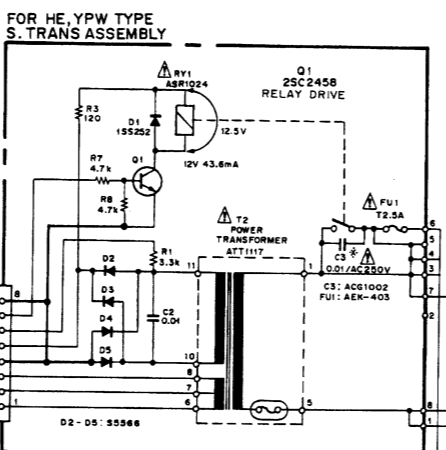 FOR HE, YPW TYPE
S. TRANS ASSEMBLY
RY1
ASR1024
Q1
2SC2458
RELAY DRIVE
R3
120
D1
1SS252
12.5V
12V 43.6mA
R7
4.7k
Q1
R8
4.7k
FU1
T2.5A
T2
POWER
TRANSFORMER
ATT1117
R1
3.3k
C3 ※
0.01/AC250V
C3: ACG1002
FU1: AEK-403
D2
D3
D4
D5
C2
0.01
11
10
8
7
6
1
5
6
5
4
3
7
2
8
1
8
1
D2-D5: S5566